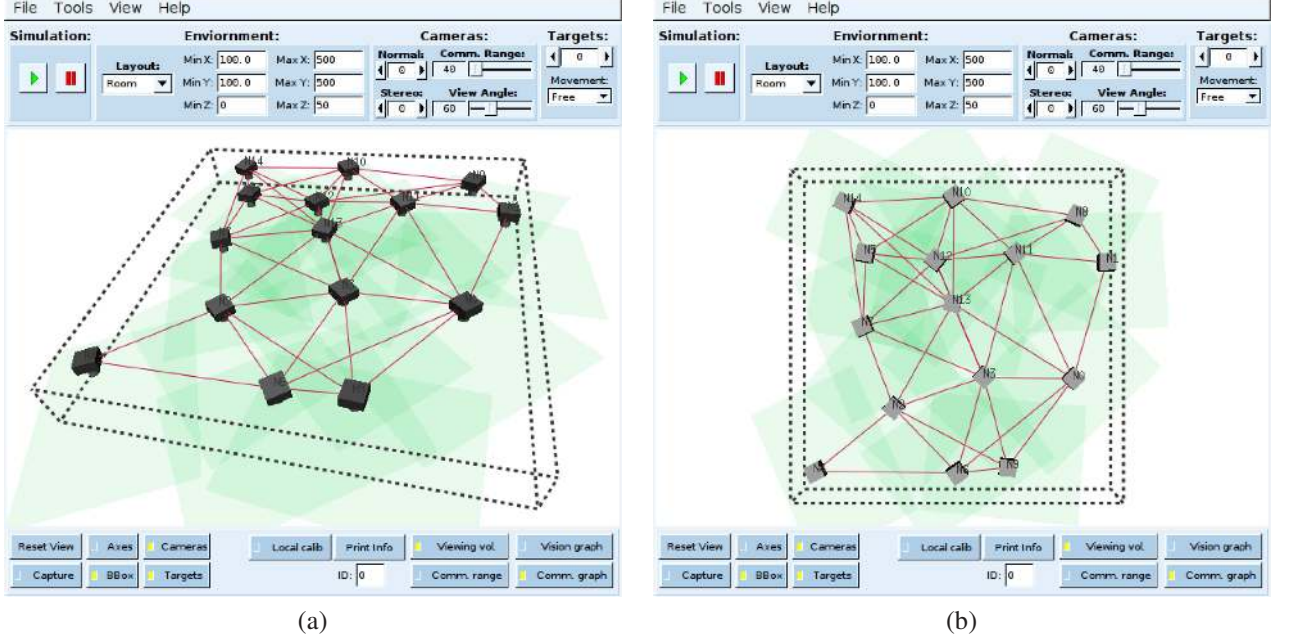 File Tools View Help
Simulation: Enviornment: Cameras: Targets:
Layout: Room
Min X: 100.0 Max X: 500
Min Y: 100.0 Max Y: 500
Min Z: 0 Max Z: 50
Normal: 0 Comm. Range: 40
Stereo: 0 View Angle: 60
0
Movement:
Free
N14 N10
Reset View Axes Cameras Local calib Print Info Viewing vol. Vision graph
Capture BBox Targets ID: 0 Comm. range Comm. graph
(a)
File Tools View Help
Simulation: Enviornment: Cameras: Targets:
Layout: Room
Min X: 100.0 Max X: 500
Min Y: 100.0 Max Y: 500
Min Z: 0 Max Z: 50
Normal: 0 Comm. Range: 40
Stereo: 0 View Angle: 60
0
Movement:
Free
N14 N10
N12 N11 N1
N13
N3
Reset View Axes Cameras Local calib Print Info Viewing vol. Vision graph
Capture BBox Targets ID: 0 Comm. range Comm. graph
(b)